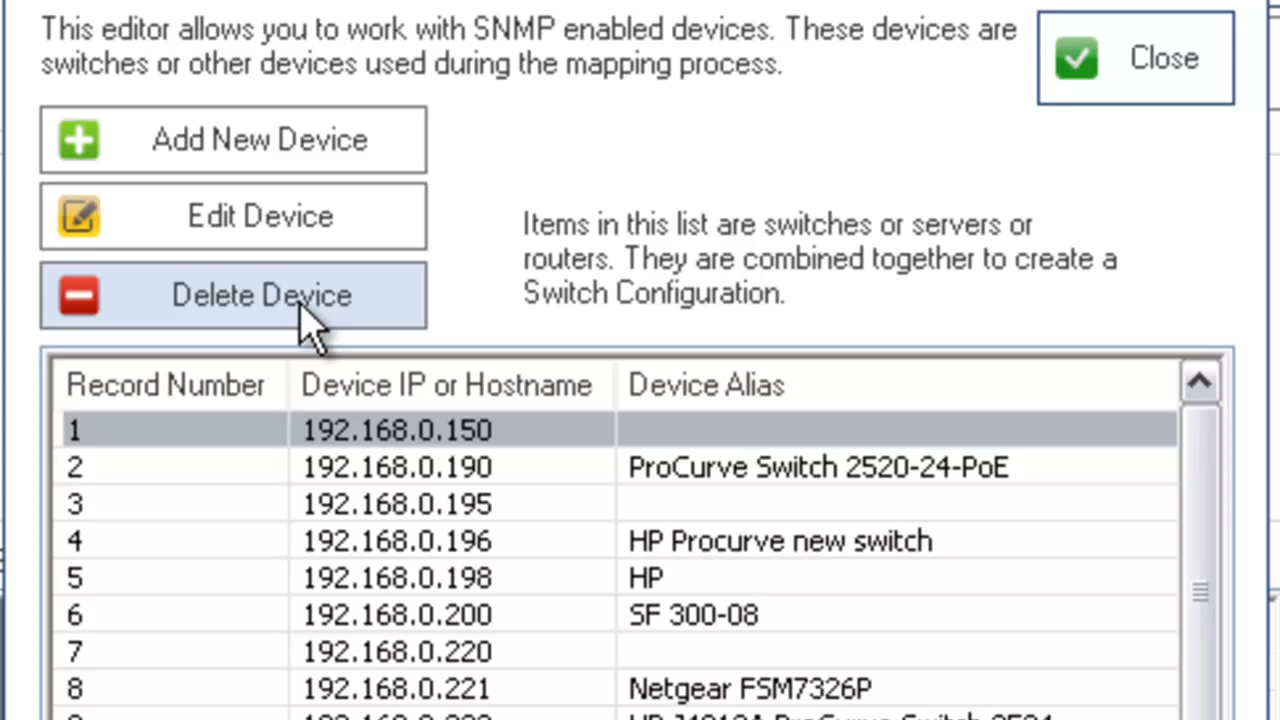 This editor allows you to work with SNMP enabled devices. These devices are
switches or other devices used during the mapping process.
Close
Add New Device
Edit Device
Delete Device
Items in this list are switches or servers or
routers. They are combined together to create a
Switch Configuration.
Record Number Device IP or Hostname Device Alias
1 192.168.0.150
2 192.168.0.190 ProCurve Switch 2520-24-PoE
3 192.168.0.195
4 192.168.0.196 HP Procurve new switch
5 192.168.0.198 HP
6 192.168.0.200 SF 300-08
7 192.168.0.220
8 192.168.0.221 Netgear FSM7326P